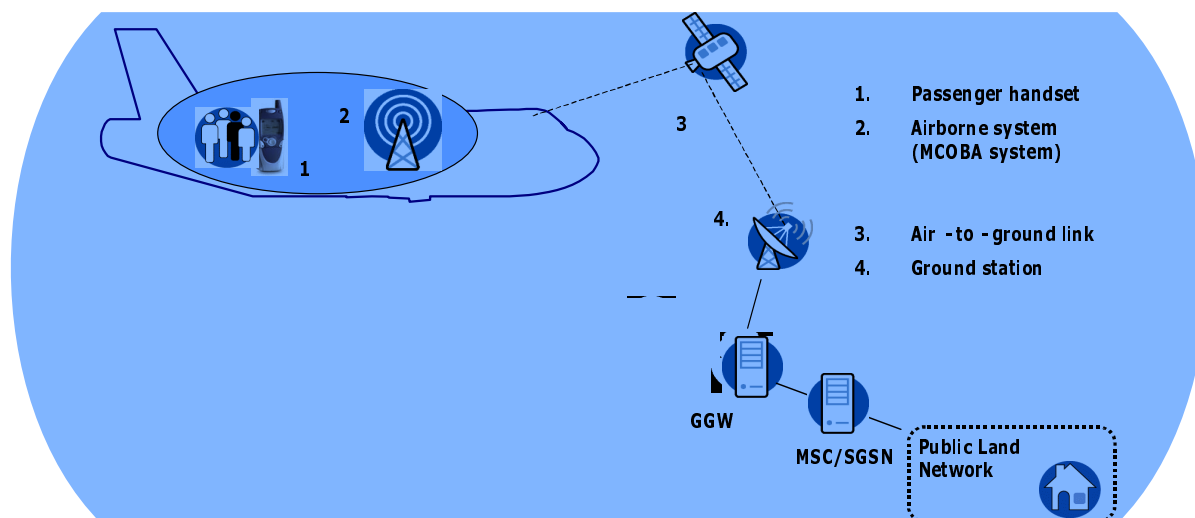 2
1
3
4.
1. Passenger handset
2. Airborne system
(MCOBA system)
3. Air - to - ground link
4. Ground station
GGW
MSC/SGSN
Public Land
Network